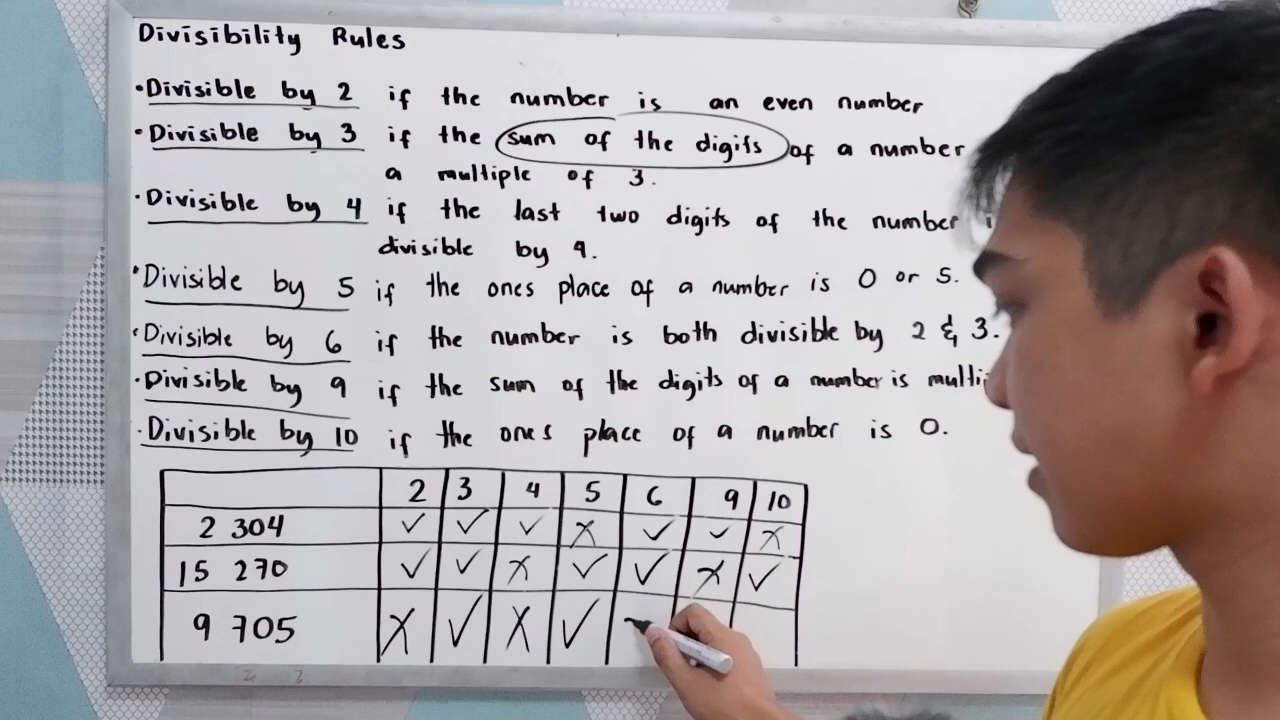 Divisibility Rules
• Divisible by 2 if the number is an even number
• Divisible by 3 if the sum of the digits of a number
a multiple of 3.
• Divisible by 4 if the last two digits of the number
divisible by 4.
• Divisible by 5 if the ones place of a number is 0 or 5.
• Divisible by 6 if the number is both divisible by 2 & 3.
• Divisible by 9 if the sum of the digits of a number is multi
• Divisible by 10 if the ones place of a number is 0.
2 3 4 5 6 9 10
2 304 ✓ ✓ ✓ X ✓ ✓ X
15 270 ✓ ✓ X ✓ ✓ X ✓
9 705 X ✓ X ✓